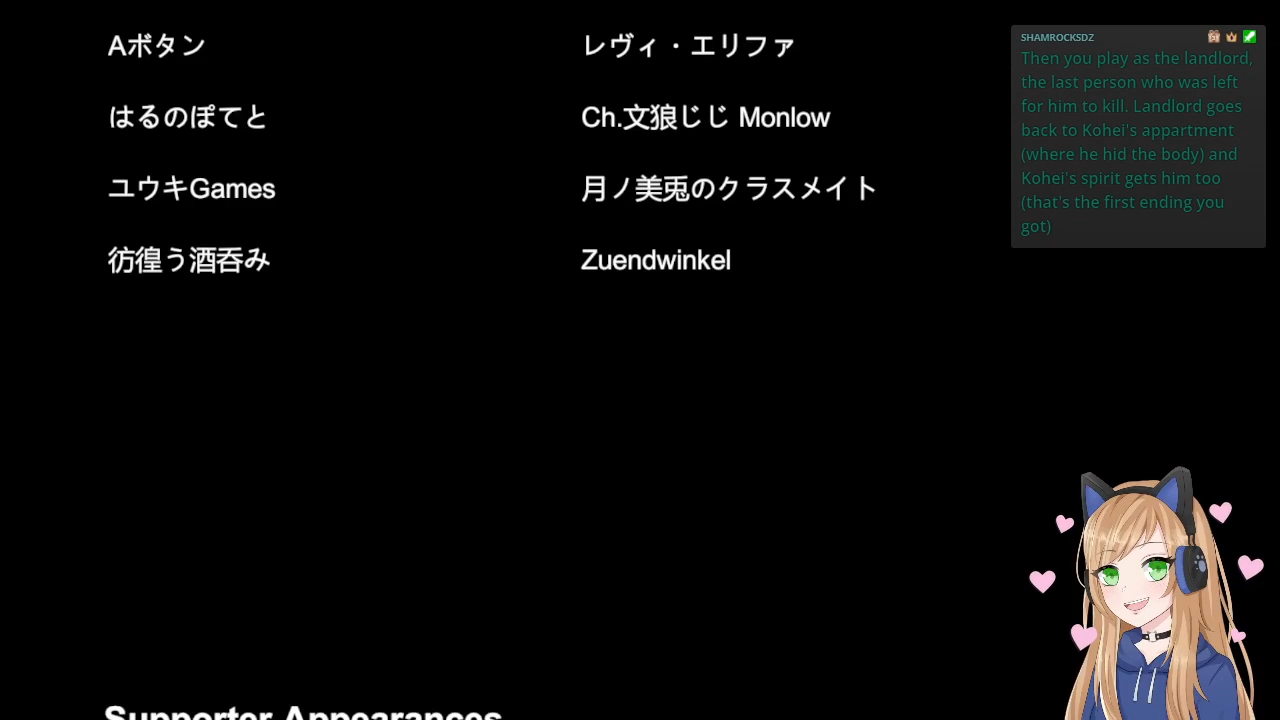 Aボタン
レヴィ・エリファ
はるのぽてと
Ch.文狼じじ Monlow
ユウキGames
月ノ美兎のクラスメイト
彷徨う酒呑み
Zuendwinkel
Supporter Appearances
SHAMROCKSDZ
Then you play as the landlord,
the last person who was left
for him to kill. Landlord goes
back to Kohei's appartment
(where he hid the body) and
Kohei's spirit gets him too
(that's the first ending you
got)